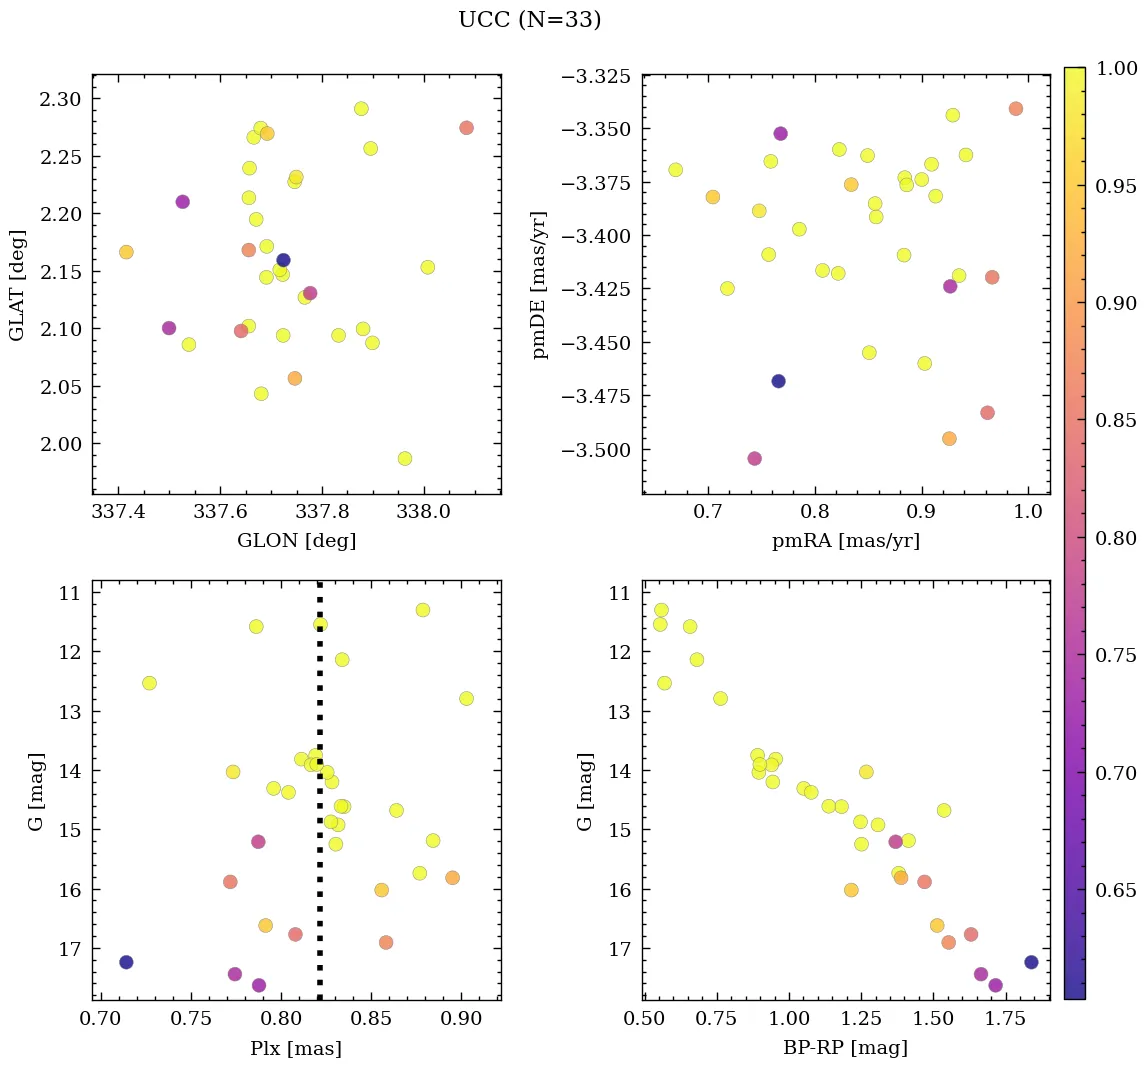 UCC (N=33)
2.30
2.25
2.20
2.15
2.10
2.05
2.00
GLAT [deg]
337.4 337.6 337.8 338.0
GLON [deg]
−3.325
−3.350
−3.375
−3.400
−3.425
−3.450
−3.475
−3.500
pmDE [mas/yr]
0.7 0.8 0.9 1.0
pmRA [mas/yr]
11
12
13
14
15
16
17
G [mag]
0.70 0.75 0.80 0.85 0.90
Plx [mas]
11
12
13
14
15
16
17
G [mag]
0.50 0.75 1.00 1.25 1.50 1.75
BP-RP [mag]
1.00
0.95
0.90
0.85
0.80
0.75
0.70
0.65